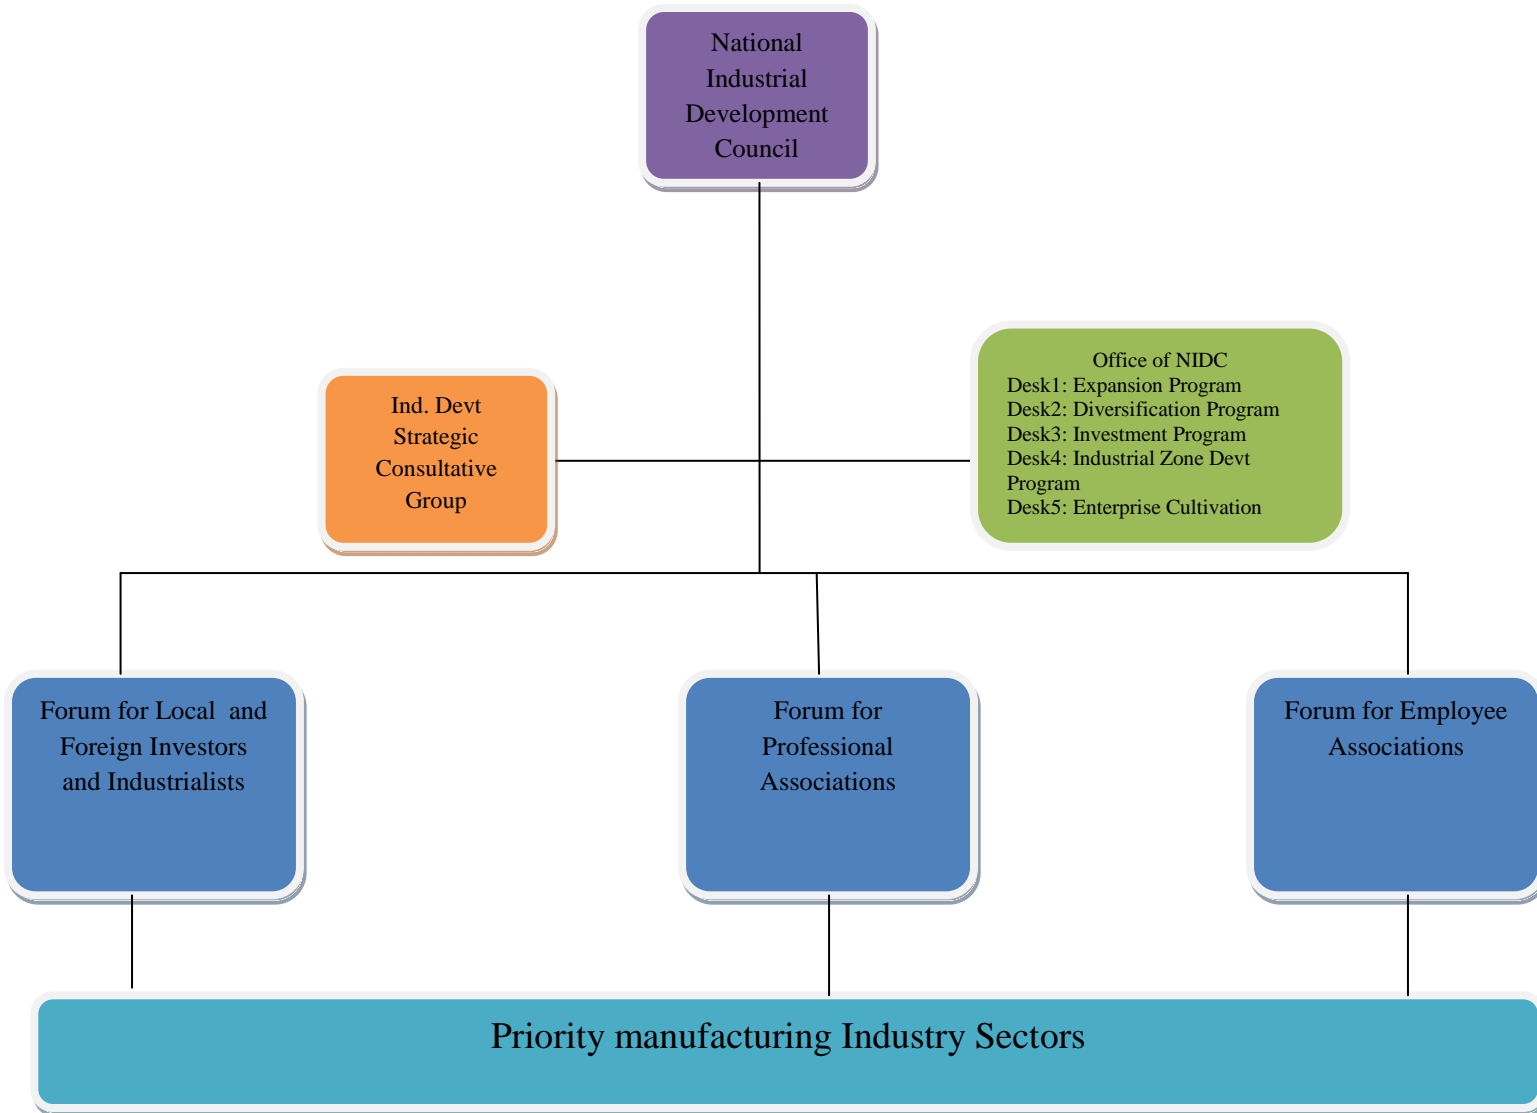 National
Industrial
Development
Council
Ind. Devt
Strategic
Consultative
Group
Office of NIDC
Desk1: Expansion Program
Desk2: Diversification Program
Desk3: Investment Program
Desk4: Industrial Zone Devt
Program
Desk5: Enterprise Cultivation
Forum for Local  and
Foreign Investors
and Industrialists
Forum for
Professional
Associations
Forum for Employee
Associations
Priority manufacturing Industry Sectors